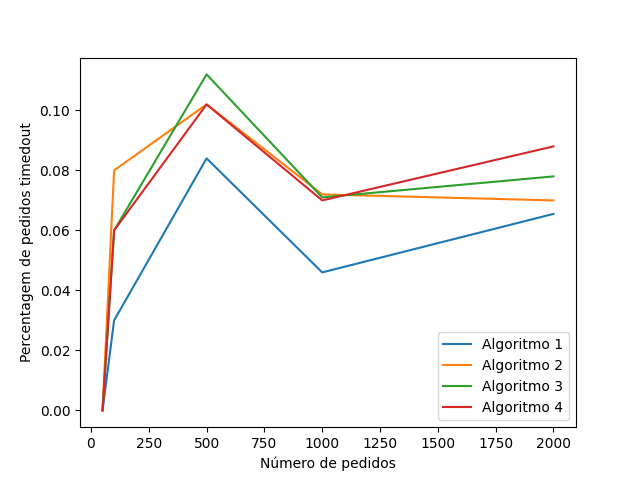 Percentagem de pedidos timedout
0.10
0.08
0.06
0.04
0.02
0.00
Algoritmo 1
Algoritmo 2
Algoritmo 3
Algoritmo 4
0 250 500 750 1000 1250 1500 1750 2000
Número de pedidos